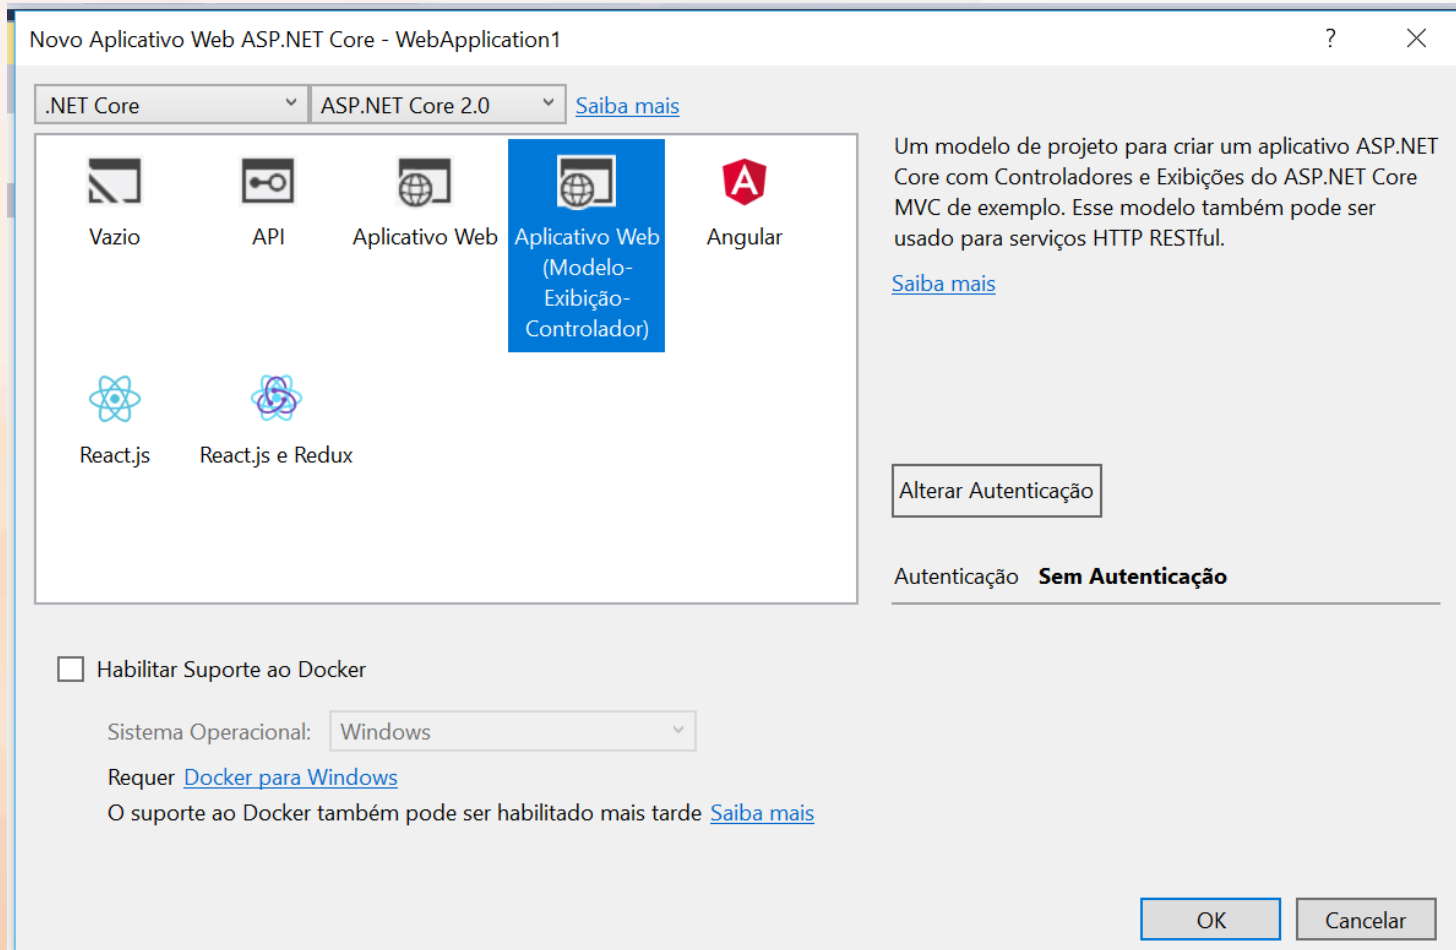 Novo Aplicativo Web ASP.NET Core - WebApplication1
.NET Core
ASP.NET Core 2.0
Saiba mais
Vazio
API
Aplicativo Web
Aplicativo Web
(Modelo-
Exibição-
Controlador)
Angular
React.js
React.js e Redux
Um modelo de projeto para criar um aplicativo ASP.NET
Core com Controladores e Exibições do ASP.NET Core
MVC de exemplo. Esse modelo também pode ser
usado para serviços HTTP RESTful.
Saiba mais
Alterar Autenticação
Autenticação Sem Autenticação
Habilitar Suporte ao Docker
Sistema Operacional: Windows
Requer Docker para Windows
O suporte ao Docker também pode ser habilitado mais tarde Saiba mais
OK
Cancelar